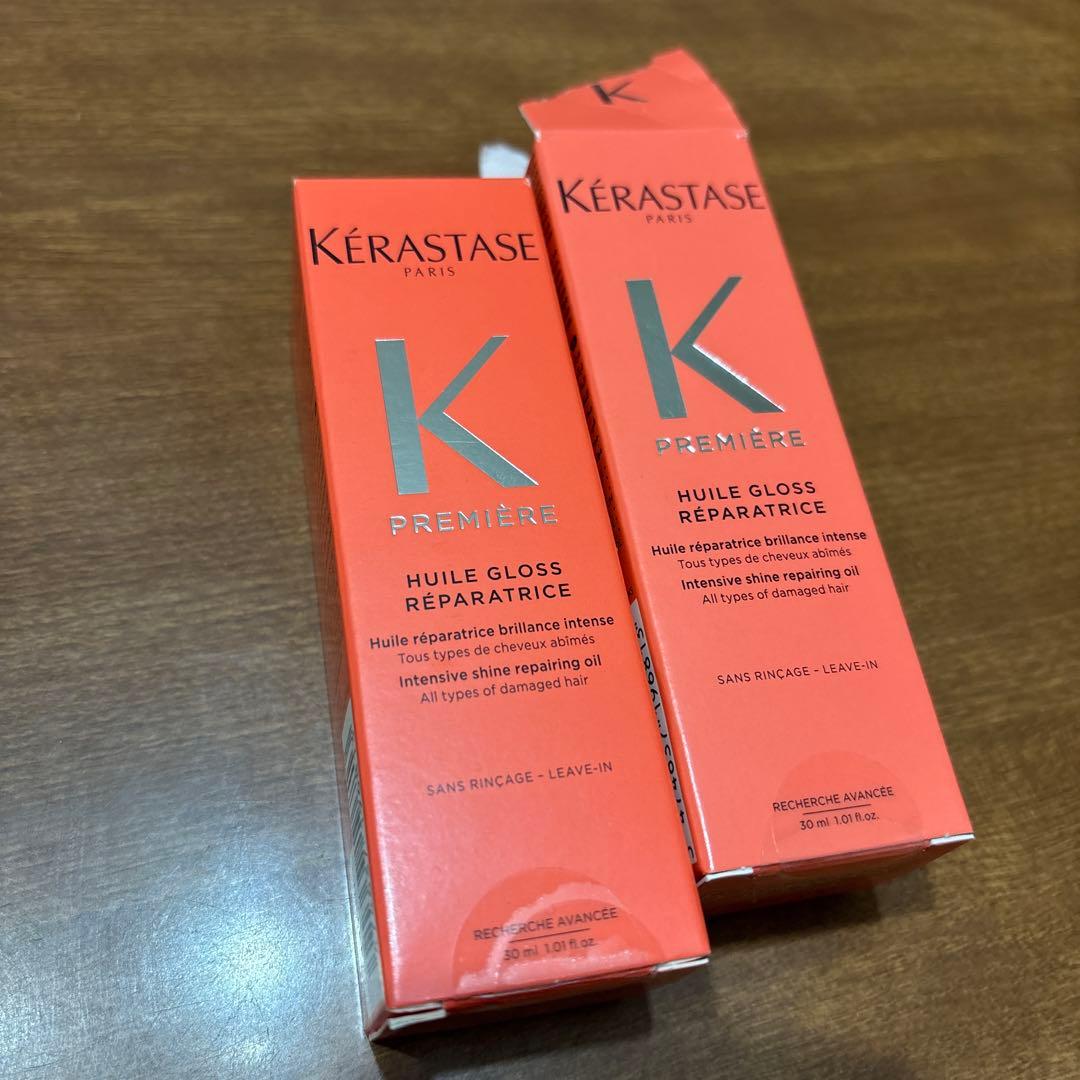 KÉRASTASE
PARIS
K
PREMIÈRE
HUILE GLOSS
RÉPARATRICE
Huile réparatrice brillance intense
Tous types de cheveux abîmés
Intensive shine repairing oil
All types of damaged hair
SANS RINÇAGE – LEAVE-IN
RECHERCHE AVANCÉE
30 ml 1.01 fl.oz.
K
KÉRASTASE
PARIS
K
PREMIÈRE
HUILE GLOSS
RÉPARATRICE
Huile réparatrice brillance intense
Tous types de cheveux abîmés
Intensive shine repairing oil
All types of damaged hair
SANS RINÇAGE – LEAVE-IN
RECHERCHE AVANCÉE
30 ml 1.01 fl.oz.